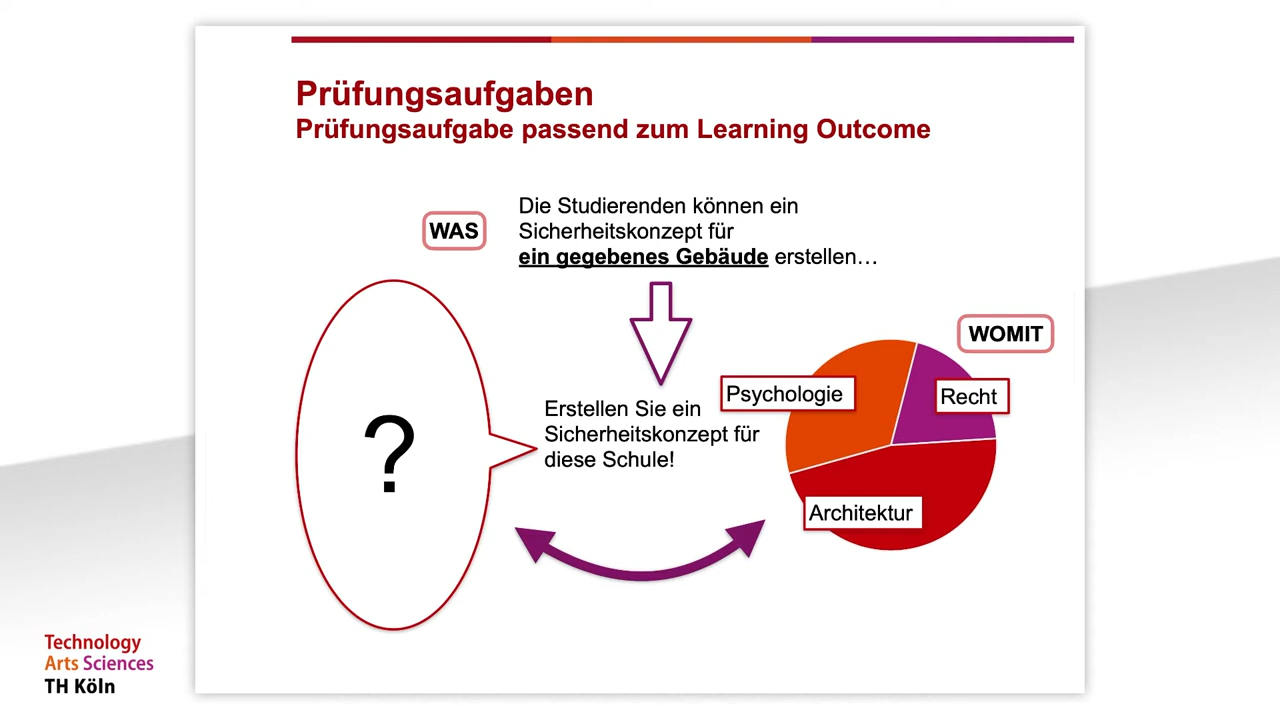 Prüfungsaufgaben
Prüfungsaufgabe passend zum Learning Outcome
WAS
Die Studierenden können ein
Sicherheitskonzept für
ein gegebenes Gebäude erstellen…
WOMIT
?
Erstellen Sie ein
Sicherheitskonzept für
diese Schule!
Psychologie
Recht
Architektur
Technology
Arts Sciences
TH Köln